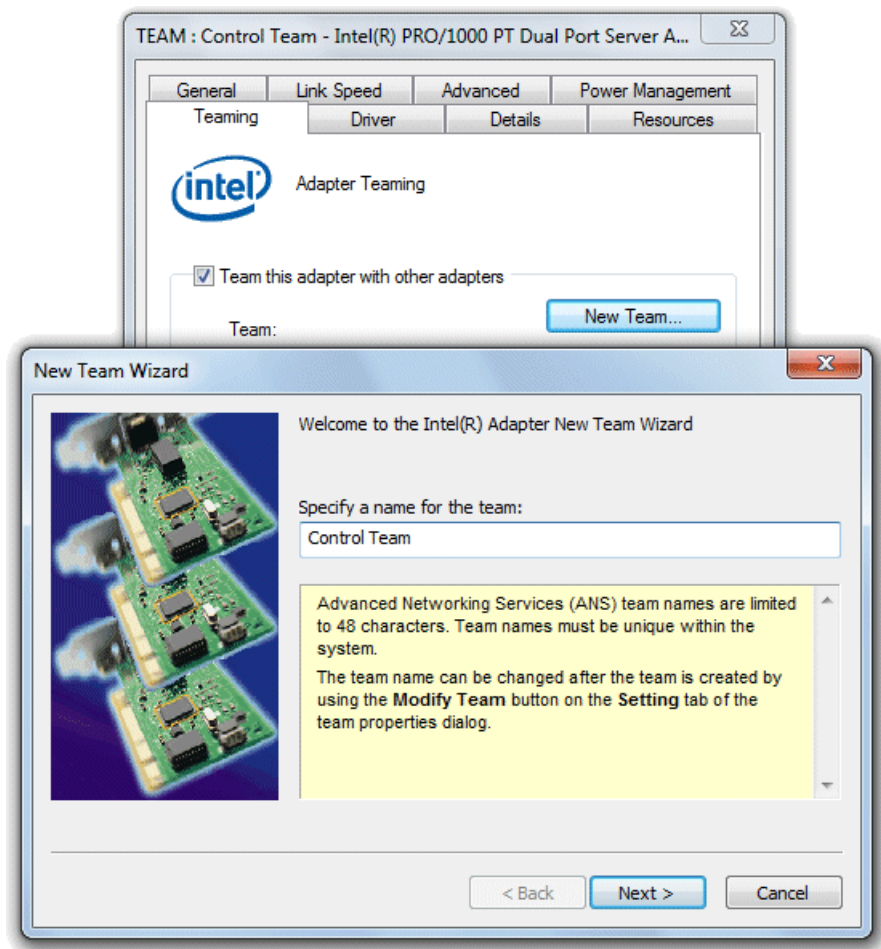 TEAM : Control Team - Intel(R) PRO/1000 PT Dual Port Server A...
General Link Speed Advanced Power Management
Teaming Driver Details Resources
intel Adapter Teaming
Team this adapter with other adapters
New Team...
Team:
New Team Wizard
Welcome to the Intel(R) Adapter New Team Wizard
Specify a name for the team:
Control Team
Advanced Networking Services (ANS) team names are limited
to 48 characters. Team names must be unique within the
system.
The team name can be changed after the team is created by
using the Modify Team button on the Setting tab of the
team properties dialog.
< Back Next > Cancel